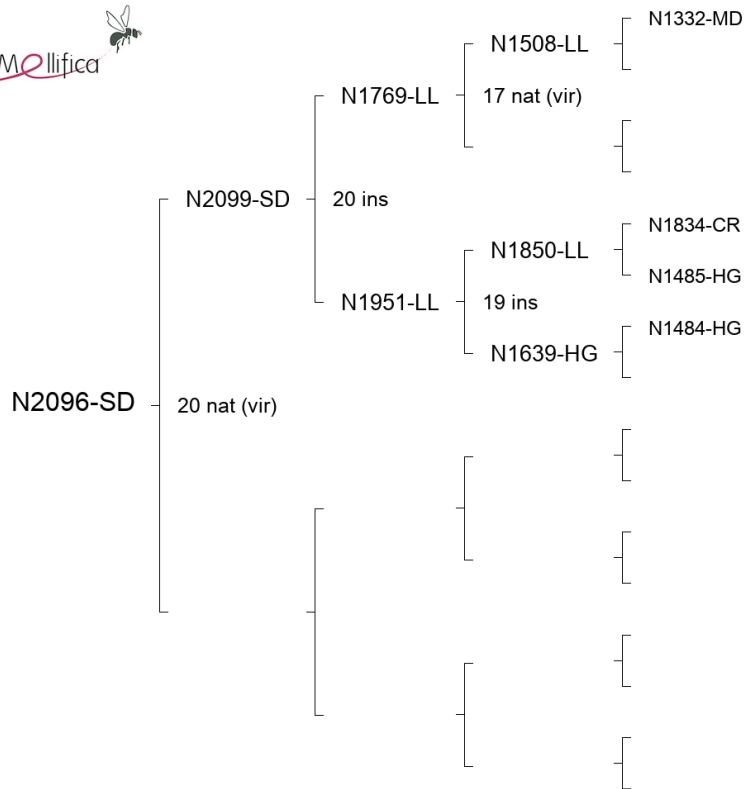 Mellifica
N1332-MD
N1508-LL
N1769-LL
17 nat (vir)
N2099-SD
20 ins
N1834-CR
N1850-LL
N1485-HG
N1951-LL
19 ins
N1484-HG
N1639-HG
N2096-SD
20 nat (vir)